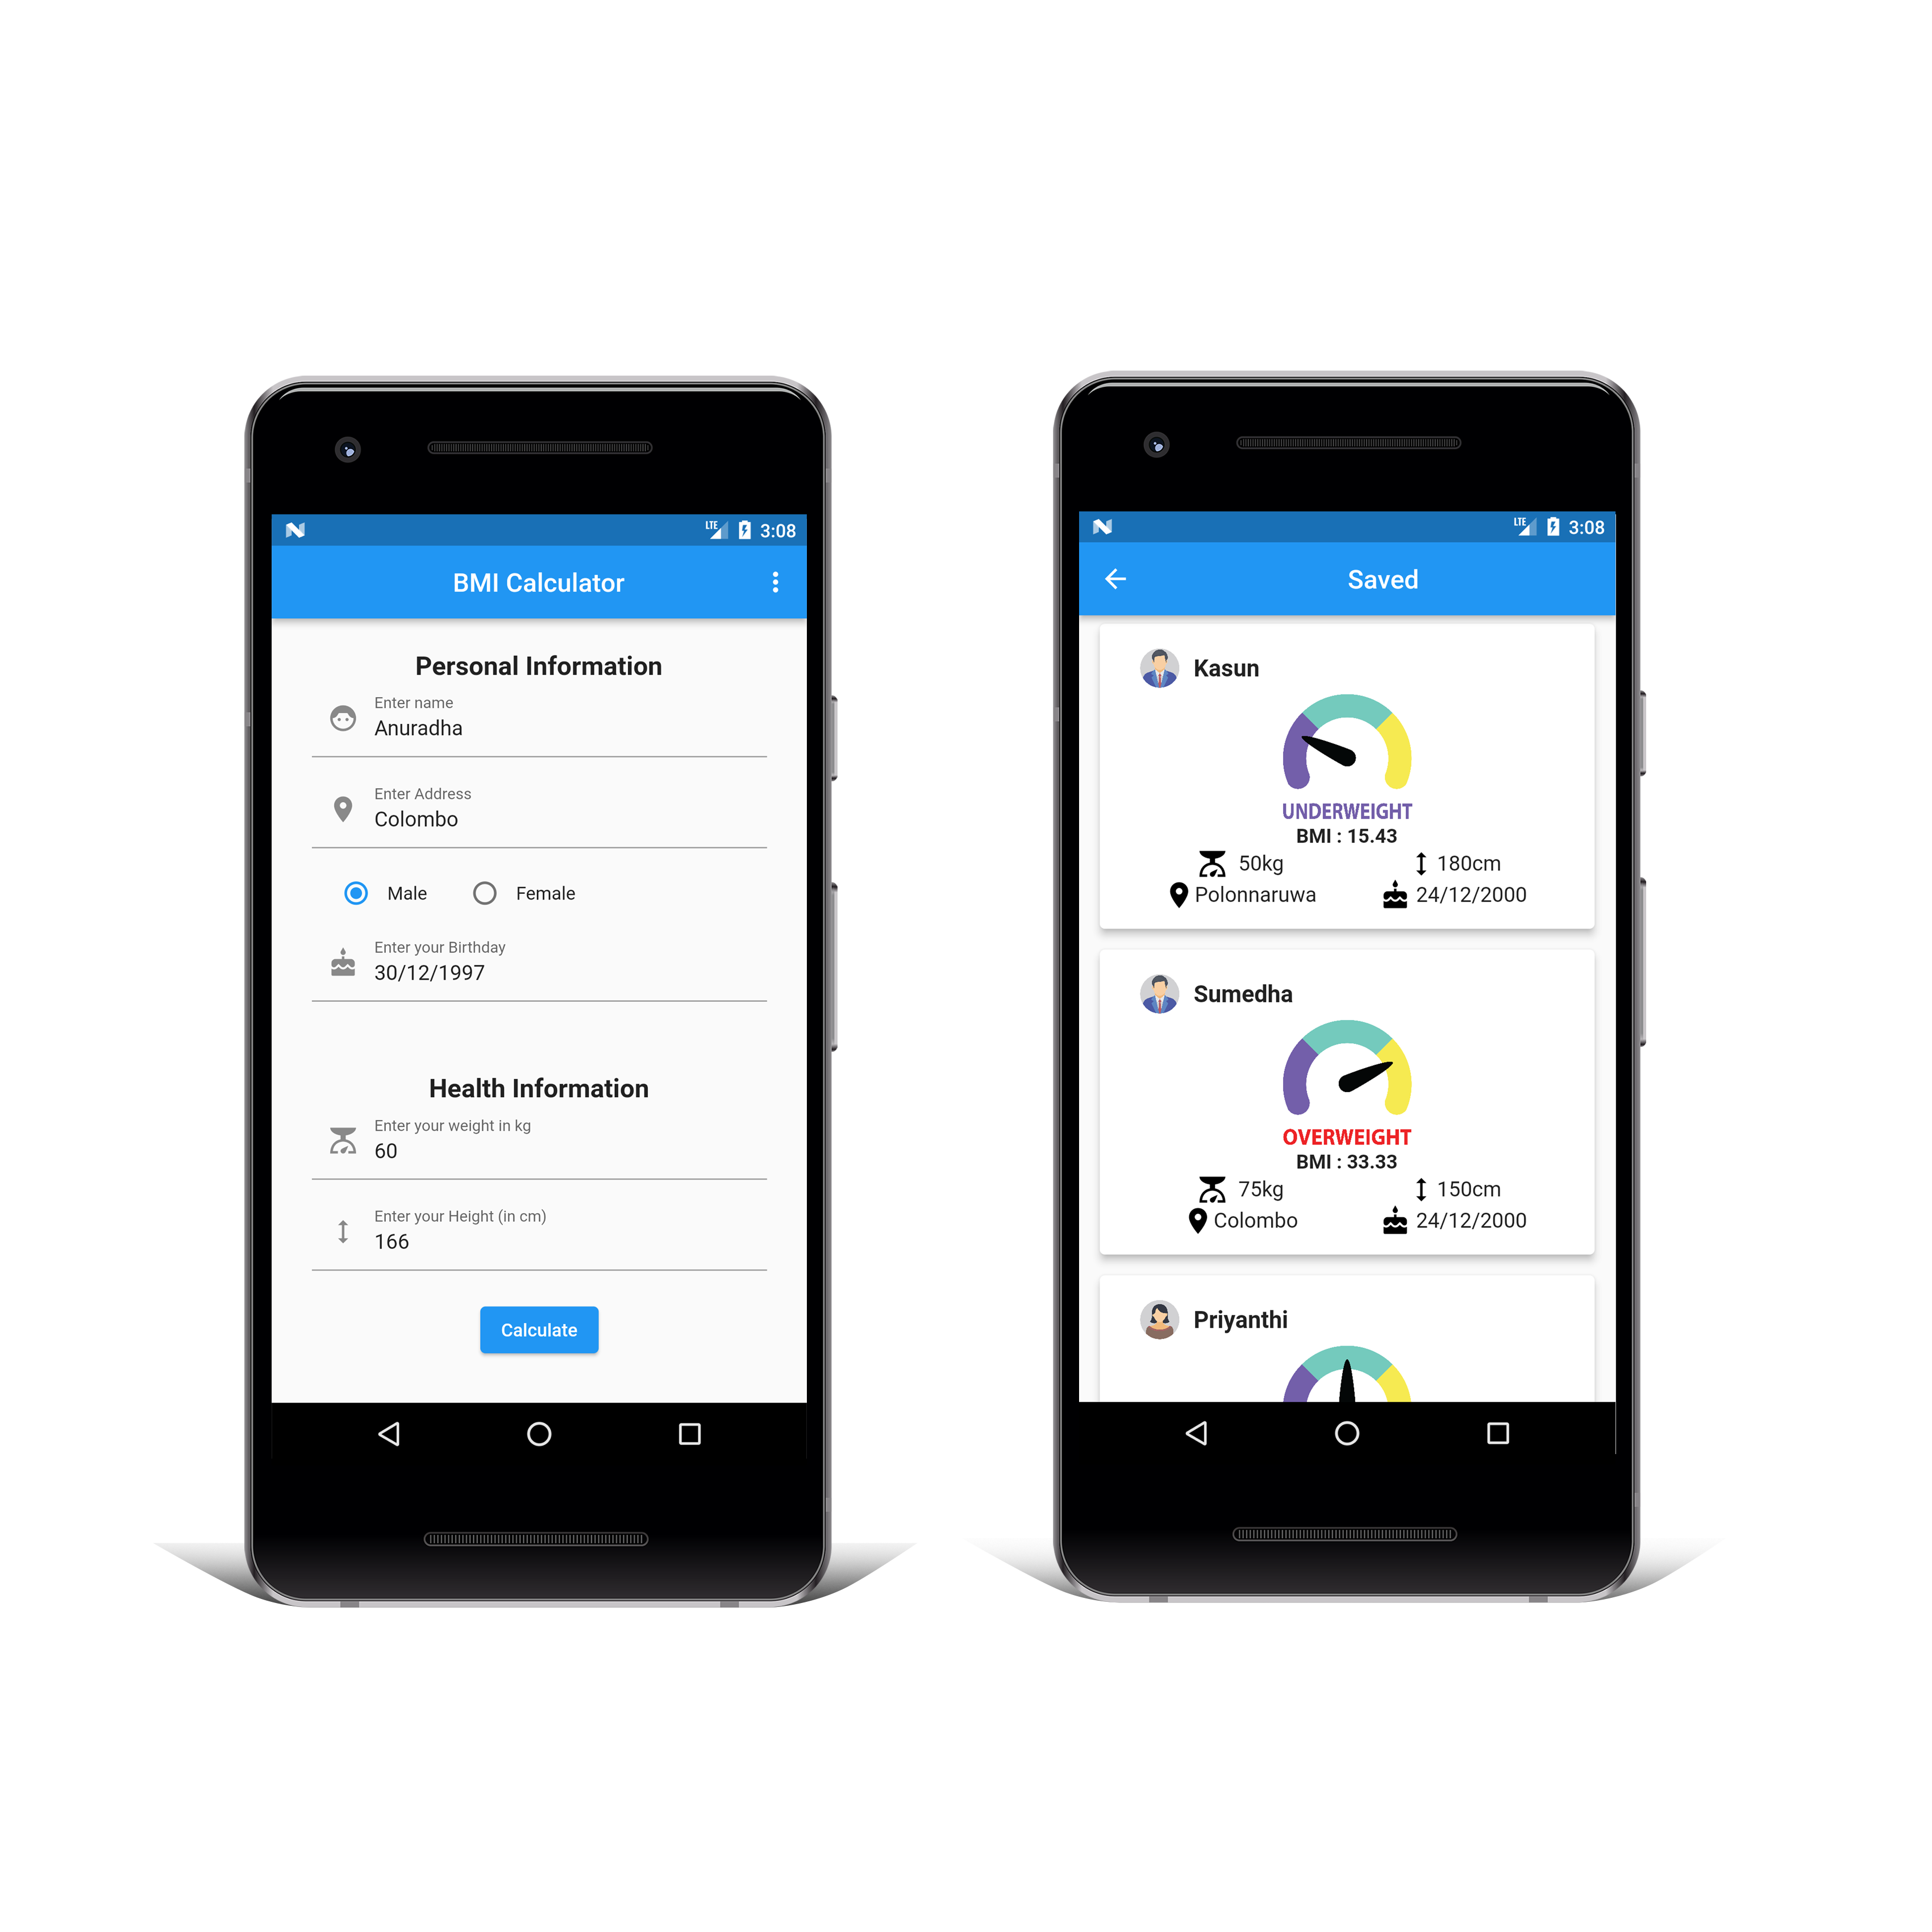 LTE 3:08
BMI Calculator
Personal Information
Enter name
Anuradha
Enter Address
Colombo
Male Female
Enter your Birthday
30/12/1997
Health Information
Enter your weight in kg
60
Enter your Height (in cm)
166
Calculate
LTE 3:08
Saved
Kasun
UNDERWEIGHT
BMI : 15.43
50kg 180cm
Polonnaruwa 24/12/2000
Sumedha
OVERWEIGHT
BMI : 33.33
75kg 150cm
Colombo 24/12/2000
Priyanthi